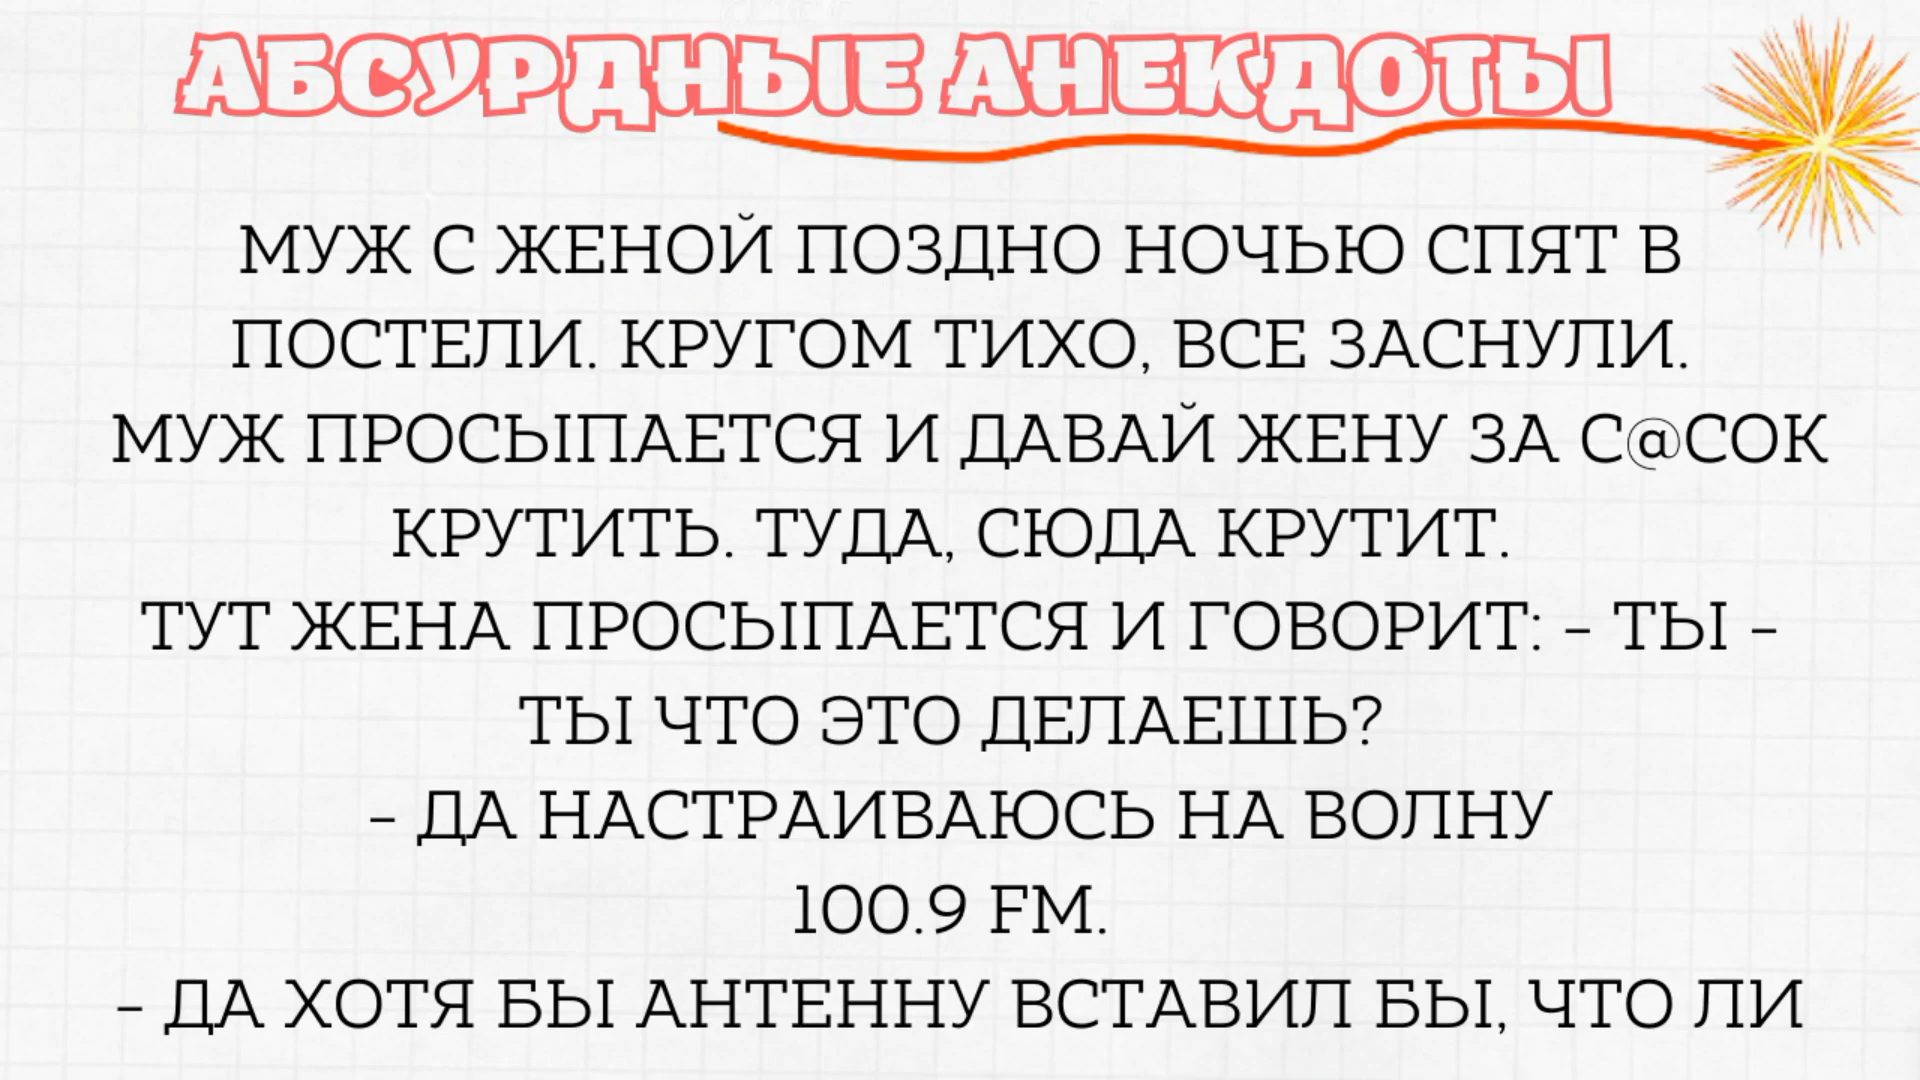 АБСУРДНЫЕ АНЕКДОТЫ
МУЖ С ЖЕНОЙ ПОЗДНО НОЧЬЮ СПЯТ В
ПОСТЕЛИ. КРУГОМ ТИХО, ВСЕ ЗАСНУЛИ.
МУЖ ПРОСЫПАЕТСЯ И ДАВАЙ ЖЕНУ ЗА С@СОК
КРУТИТЬ. ТУДА, СЮДА КРУТИТ.
ТУТ ЖЕНА ПРОСЫПАЕТСЯ И ГОВОРИТ: - ТЫ -
ТЫ ЧТО ЭТО ДЕЛАЕШЬ?
- ДА НАСТРАИВАЮСЬ НА ВОЛНУ
100.9 FM.
- ДА ХОТЯ БЫ АНТЕННУ ВСТАВИЛ БЫ, ЧТО ЛИ